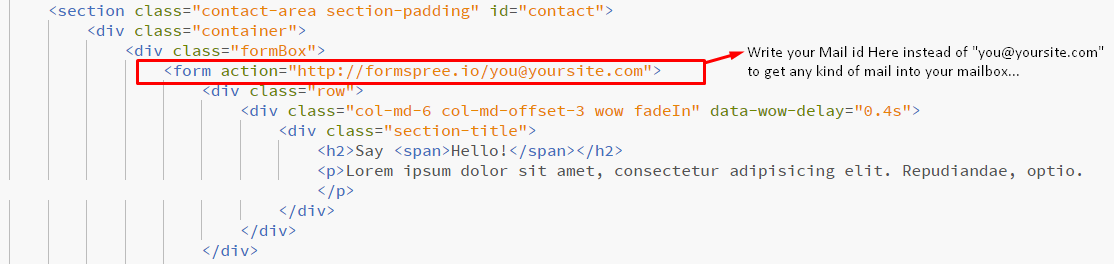 <section class="contact-area section-padding" id="contact">
<div class="container">
<div class="formBox">
<form action="http://formspree.io/you@yoursite.com">
Write your Mail id Here instead of "you@yoursite.com"
to get any kind of mail into your mailbox...
<div class="row">
<div class="col-md-6 col-md-offset-3 wow fadeIn" data-wow-delay="0.4s">
<div class="section-title">
<h2>Say <span>Hello!</span></h2>
<p>Lorem ipsum dolor sit amet, consectetur adipisicing elit. Repudiandae, optio.
</p>
</div>
</div>
</div>